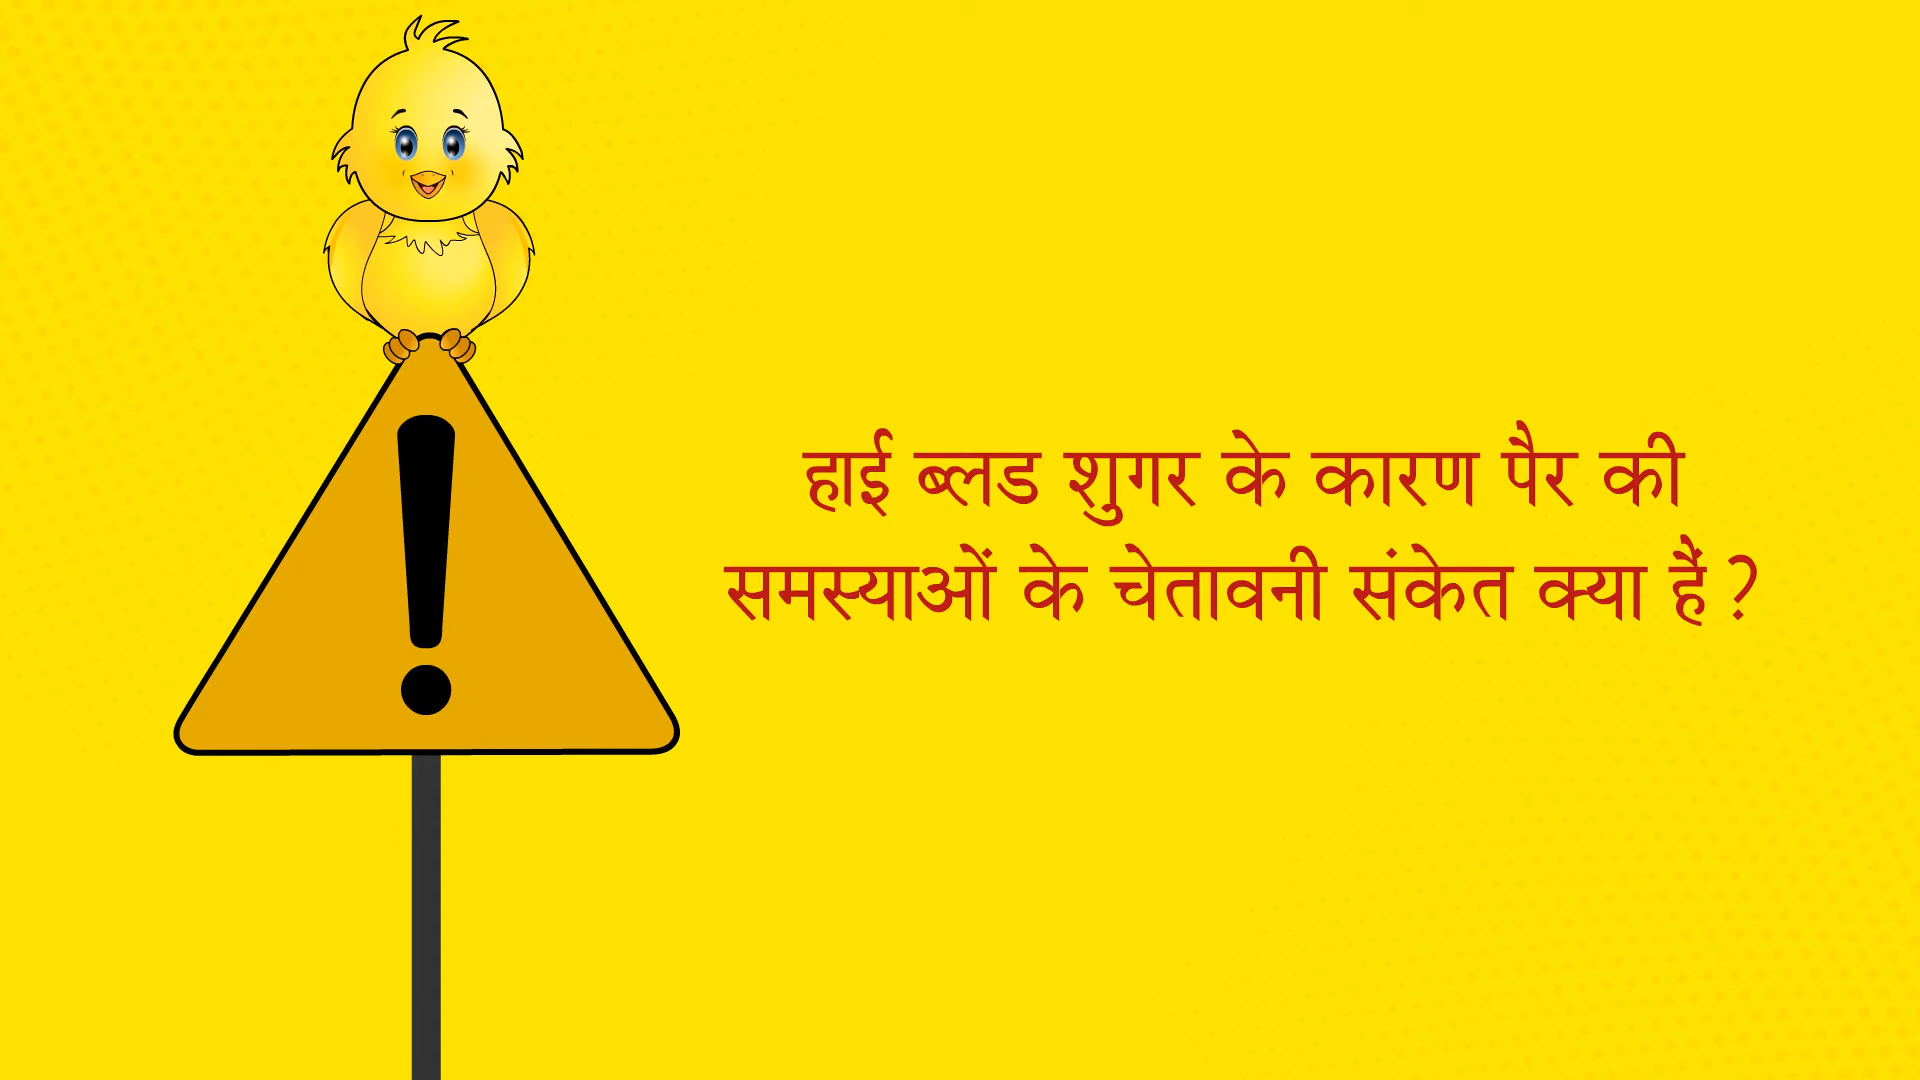 हाई ब्लड शुगर के कारण पैर की
समस्याओं के चेतावनी संकेत क्या हैं ?